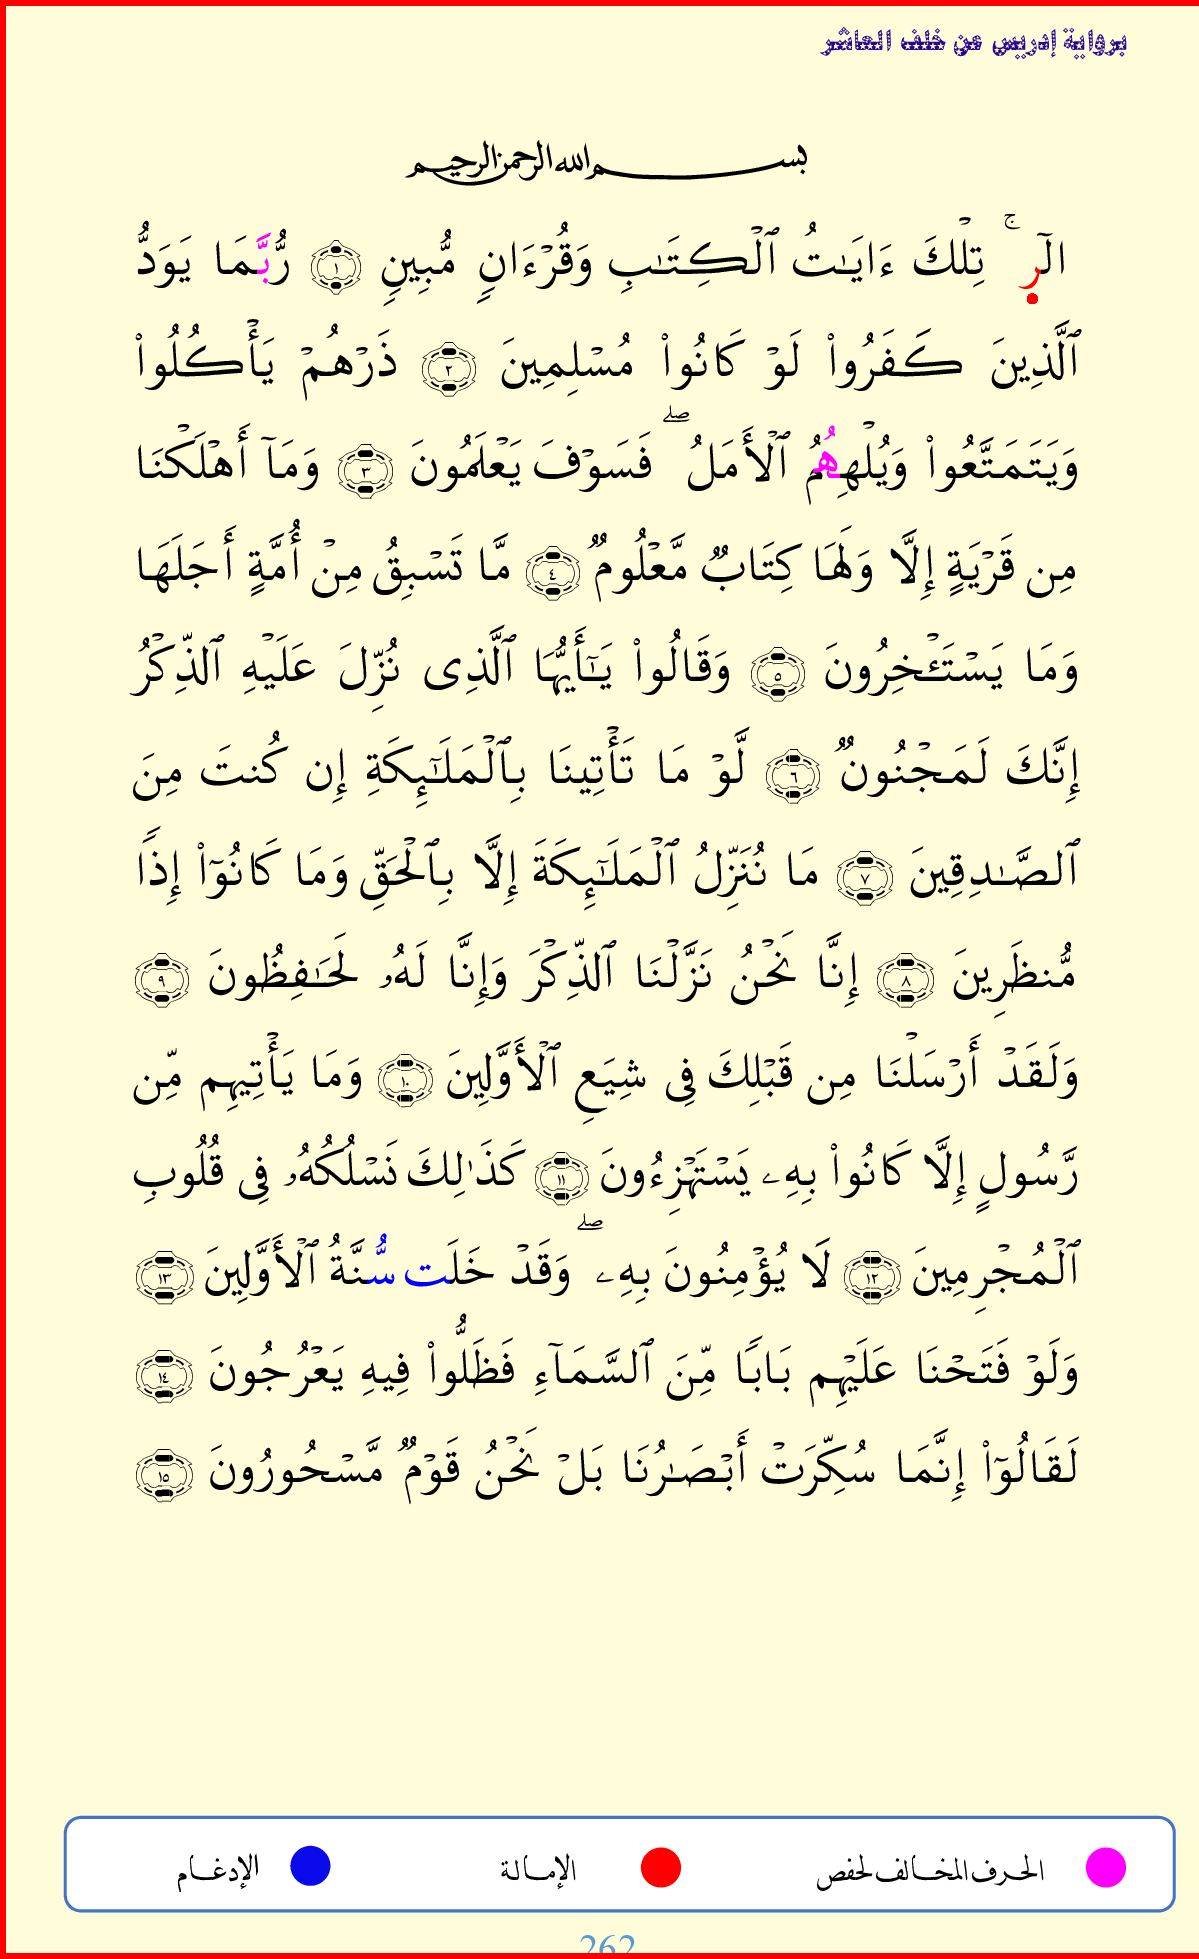 برواية إدريس عن خلف العاشر
بسم الله الرحمن الرحيم
الٓرۚ تِلۡكَ ءَايَـٰتُ ٱلۡكِتَـٰبِ وَقُرۡءَانٍ مُّبِينٍ ١ رُّبَّمَا يَوَدُّ
ٱلَّذِينَ كَفَرُواْ لَوۡ كَانُواْ مُسۡلِمِينَ ٢ ذَرۡهُمۡ يَأۡكُلُواْ
وَيَتَمَتَّعُواْ وَيُلۡهِهُمُ ٱلۡأَمَلُۖ فَسَوۡفَ يَعۡلَمُونَ ٣ وَمَآ أَهۡلَكۡنَا
مِن قَرۡيَةٍ إِلَّا وَلَهَا كِتَابٌ مَّعۡلُومٌ ٤ مَّا تَسۡبِقُ مِنۡ أُمَّةٍ أَجَلَهَا
وَمَا يَسۡتَـٔۡخِرُونَ ٥ وَقَالُواْ يَـٰٓأَيُّهَا ٱلَّذِى نُزِّلَ عَلَيۡهِ ٱلذِّكۡرُ
إِنَّكَ لَمَجۡنُونٌ ٦ لَّوۡ مَا تَأۡتِينَا بِٱلۡمَلَـٰٓئِكَةِ إِن كُنتَ مِنَ
ٱلصَّـٰدِقِينَ ٧ مَا نُنَزِّلُ ٱلۡمَلَـٰٓئِكَةَ إِلَّا بِٱلۡحَقِّ وَمَا كَانُوٓاْ إِذًا
مُّنظَرِينَ ٨ إِنَّا نَحۡنُ نَزَّلۡنَا ٱلذِّكۡرَ وَإِنَّا لَهُۥ لَحَـٰفِظُونَ ٩
وَلَقَدۡ أَرۡسَلۡنَا مِن قَبۡلِكَ فِى شِيَعِ ٱلۡأَوَّلِينَ ١٠ وَمَا يَأۡتِيهِم مِّن
رَّسُولٍ إِلَّا كَانُواْ بِهِۦ يَسۡتَهۡزِءُونَ ١١ كَذَٰلِكَ نَسۡلُكُهُۥ فِى قُلُوبِ
ٱلۡمُجۡرِمِينَ ١٢ لَا يُؤۡمِنُونَ بِهِۦۖ وَقَدۡ خَلَت سُّنَّةُ ٱلۡأَوَّلِينَ ١٣
وَلَوۡ فَتَحۡنَا عَلَيۡهِم بَابًا مِّنَ ٱلسَّمَآءِ فَظَلُّواْ فِيهِ يَعۡرُجُونَ ١٤
لَقَالُوٓاْ إِنَّمَا سُكِّرَتۡ أَبۡصَـٰرُنَا بَلۡ نَحۡنُ قَوۡمٌ مَّسۡحُورُونَ ١٥
الحرف المخالف لحفص الإمالة الإدغام
262